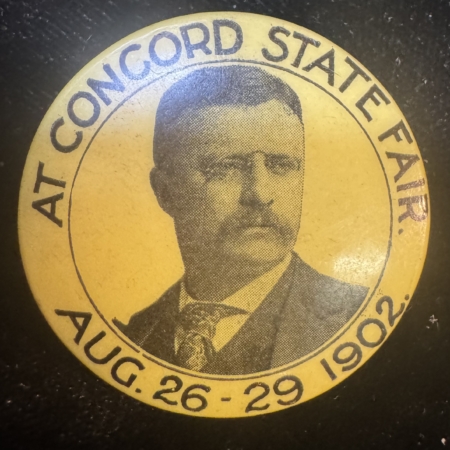 AT CONCORD STATE FAIR.
AUG. 26-29 1902.